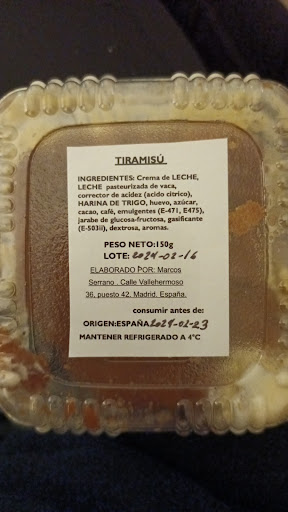 TIRAMISÚ
INGREDIENTES: Crema de LECHE,
LECHE pasteurizada de vaca,
corrector de acidez (acido citrico),
HARINA DE TRIGO, huevo, azúcar,
cacao, café, emulgentes (E-471, E475),
jarabe de glucosa-fructosa, gasificante
(E-503ii), dextrosa, aromas.
PESO NETO:150g
LOTE: 2024-02-16
ELABORADO POR: Marcos
Serrano . Calle Vallehermoso
36, puesto 42, Madrid, España.
consumir antes de:
ORIGEN:ESPAÑA 2024-02-23
MANTENER REFRIGERADO A 4°C